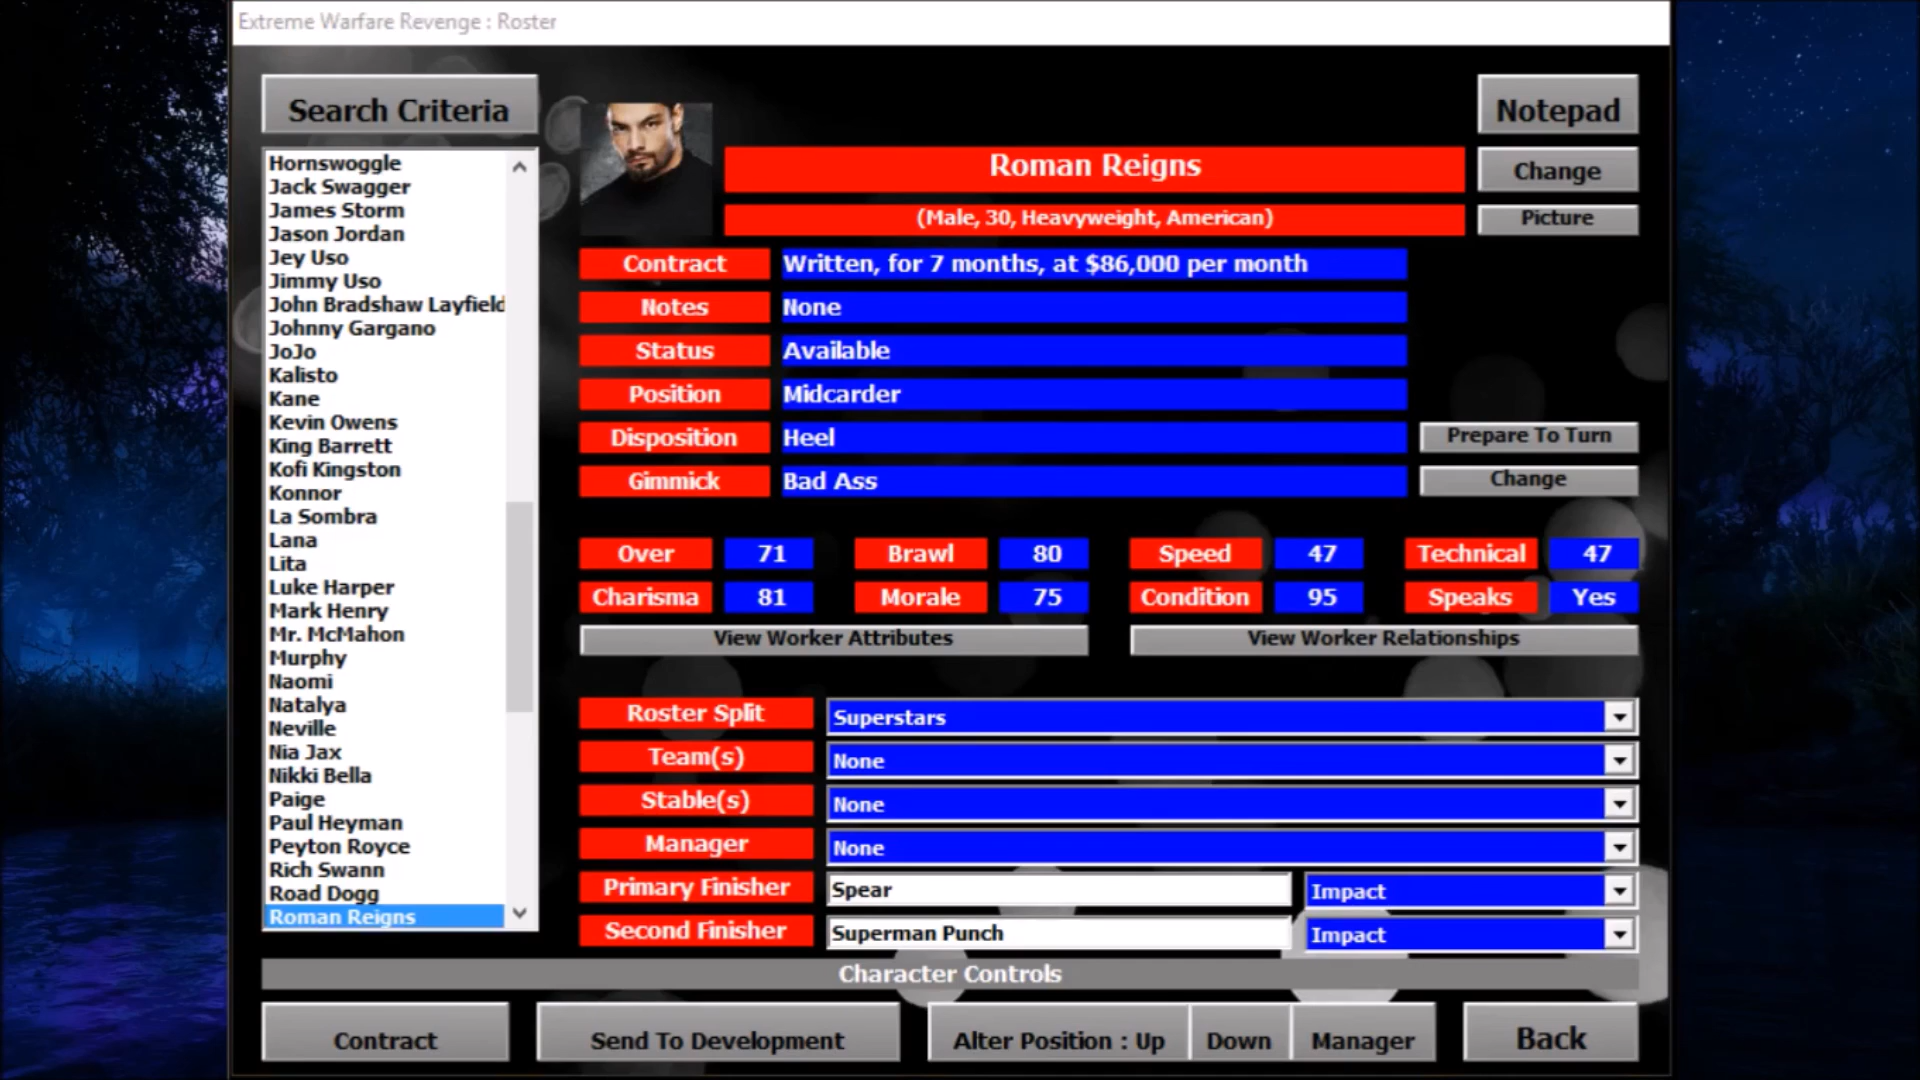 Extreme Warfare Revenge : Roster
Search Criteria
Notepad
Hornswoggle
Jack Swagger
James Storm
Jason Jordan
Jey Uso
Jimmy Uso
John Bradshaw Layfield
Johnny Gargano
JoJo
Kalisto
Kane
Kevin Owens
King Barrett
Kofi Kingston
Konnor
La Sombra
Lana
Lita
Luke Harper
Mark Henry
Mr. McMahon
Murphy
Naomi
Natalya
Neville
Nia Jax
Nikki Bella
Paige
Paul Heyman
Peyton Royce
Rich Swann
Road Dogg
Roman Reigns
Roman Reigns
Change
(Male, 30, Heavyweight, American)
Picture
Contract Written, for 7 months, at $86,000 per month
Notes None
Status Available
Position Midcarder
Disposition Heel Prepare To Turn
Gimmick Bad Ass Change
Over 71 Brawl 80 Speed 47 Technical 47
Charisma 81 Morale 75 Condition 95 Speaks Yes
View Worker Attributes View Worker Relationships
Roster Split Superstars
Team(s) None
Stable(s) None
Manager None
Primary Finisher Spear Impact
Second Finisher Superman Punch Impact
Character Controls
Contract Send To Development Alter Position : Up Down Manager Back